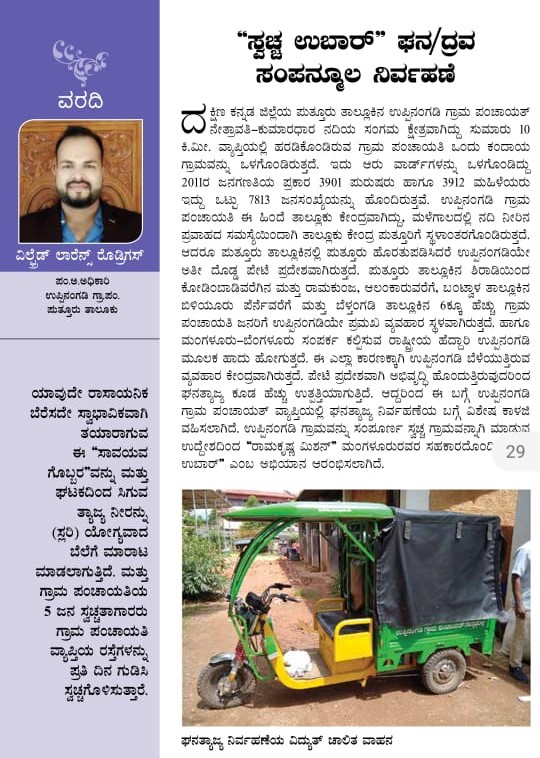 ವರದಿ
ವಿಲ್ಫ್ರೆಡ್ ಲಾರೆನ್ಸ್ ರೊಡ್ರಿಗಸ್
ಪಂ.ಅ.ಅಧಿಕಾರಿ
ಉಪ್ಪಿನಂಗಡಿ ಗ್ರಾ.ಪಂ.
ಪುತ್ತೂರು ತಾಲೂಕು
ಯಾವುದೇ ರಾಸಾಯನಿಕ
ಬೆರೆಸದೇ ಸ್ವಾಭಾವಿಕವಾಗಿ
ತಯಾರಾಗುವ
ಈ “ಸಾವಯವ
ಗೊಬ್ಬರ”ವನ್ನು ಮತ್ತು
ಘಟಕದಿಂದ ಸಿಗುವ
ತ್ಯಾಜ್ಯ ನೀರನ್ನು
(ಸ್ಲರಿ) ಯೋಗ್ಯವಾದ
ಬೆಲೆಗೆ ಮಾರಾಟ
ಮಾಡಲಾಗುತ್ತಿದೆ. ಮತ್ತು
ಗ್ರಾಮ ಪಂಚಾಯತಿಯ
5 ಜನ ಸ್ವಚ್ಚತಾಗಾರರು
ಗ್ರಾಮ ಪಂಚಾಯತಿ
ವ್ಯಾಪ್ತಿಯ ರಸ್ತೆಗಳನ್ನು
ಪ್ರತಿ ದಿನ ಗುಡಿಸಿ
ಸ್ವಚ್ಛಗೊಳಿಸುತ್ತಾರೆ.
“ಸ್ವಚ್ಛ ಉಬಾರ್” ಘನ/ದ್ರವ
ಸಂಪನ್ಮೂಲ ನಿರ್ವಹಣೆ
ದಕ್ಷಿಣ ಕನ್ನಡ ಜಿಲ್ಲೆಯ ಪುತ್ತೂರು ತಾಲ್ಲೂಕಿನ ಉಪ್ಪಿನಂಗಡಿ ಗ್ರಾಮ ಪಂಚಾಯತ್
ನೇತ್ರಾವತಿ-ಕುಮಾರಧಾರ ನದಿಯ ಸಂಗಮ ಕ್ಷೇತ್ರವಾಗಿದ್ದು ಸುಮಾರು 10
ಕಿ.ಮೀ. ವ್ಯಾಪ್ತಿಯಲ್ಲಿ ಹರಡಿಕೊಂಡಿರುವ ಗ್ರಾಮ ಪಂಚಾಯತಿ ಒಂದು ಕಂದಾಯ
ಗ್ರಾಮವನ್ನು ಒಳಗೊಂಡಿರುತ್ತದೆ. ಇದು ಆರು ವಾರ್ಡ್‌ಗಳನ್ನು ಒಳಗೊಂಡಿದ್ದು
2011ರ ಜನಗಣತಿಯ ಪ್ರಕಾರ 3901 ಪುರುಷರು ಹಾಗೂ 3912 ಮಹಿಳೆಯರು
ಇದ್ದು ಒಟ್ಟು 7813 ಜನಸಂಖ್ಯೆಯನ್ನು ಹೊಂದಿರುತ್ತವೆ. ಉಪ್ಪಿನಂಗಡಿ ಗ್ರಾಮ
ಪಂಚಾಯತಿ ಈ ಹಿಂದೆ ತಾಲ್ಲೂಕು ಕೇಂದ್ರವಾಗಿದ್ದು, ಮಳೆಗಾಲದಲ್ಲಿ ನದಿ ನೀರಿನ
ಪ್ರವಾಹದ ಸಮಸ್ಯೆಯಿಂದಾಗಿ ತಾಲ್ಲೂಕು ಕೇಂದ್ರ ಪುತ್ತೂರಿಗೆ ಸ್ಥಳಾಂತರಗೊಂಡಿರುತ್ತದೆ.
ಆದರೂ ಪುತ್ತೂರು ತಾಲೂಕಿನಲ್ಲಿ ಪುತ್ತೂರು ಹೊರತುಪಡಿಸಿದರೆ ಉಪ್ಪಿನಂಗಡಿಯೇ
ಅತೀ ದೊಡ್ಡ ಪೇಟೆ ಪ್ರದೇಶವಾಗಿರುತ್ತದೆ. ಪುತ್ತೂರು ತಾಲ್ಲೂಕಿನ ಶಿರಾಡಿಯಿಂದ
ಕೋಡಿಂಬಾಡಿವರೆಗಿನ ಮತ್ತು ರಾಮಕುಂಜ, ಆಲಂಕಾರುವರೆಗೆ, ಬಂಟ್ವಾಳ ತಾಲ್ಲೂಕಿನ
ಬಿಳಿಯೂರು ಪೆರ್ನೆವರೆಗೆ ಮತ್ತು ಬೆಳ್ತಂಗಡಿ ತಾಲ್ಲೂಕಿನ 6ಕ್ಕೂ ಹೆಚ್ಚು ಗ್ರಾಮ
ಪಂಚಾಯತಿ ಜನರಿಗೆ ಉಪ್ಪಿನಂಗಡಿಯೇ ಪ್ರಮುಖ ವ್ಯವಹಾರ ಸ್ಥಳವಾಗಿರುತ್ತದೆ. ಹಾಗೂ
ಮಂಗಳೂರು-ಬೆಂಗಳೂರು ಸಂಪರ್ಕ ಕಲ್ಪಿಸುವ ರಾಷ್ಟ್ರೀಯ ಹೆದ್ದಾರಿ ಉಪ್ಪಿನಂಗಡಿ
ಮೂಲಕ ಹಾದು ಹೋಗುತ್ತದೆ. ಈ ಎಲ್ಲಾ ಕಾರಣಕ್ಕಾಗಿ ಉಪ್ಪಿನಂಗಡಿ ಬೆಳೆಯುತ್ತಿರುವ
ವ್ಯವಹಾರ ಕೇಂದ್ರವಾಗಿರುತ್ತದೆ. ಪೇಟೆ ಪ್ರದೇಶವಾಗಿ ಅಭಿವೃದ್ಧಿ ಹೊಂದುತ್ತಿರುವುದರಿಂದ
ಘನತ್ಯಾಜ್ಯ ಕೂಡ ಹೆಚ್ಚು ಉತ್ಪತ್ತಿಯಾಗುತ್ತಿದೆ. ಆದ್ದರಿಂದ ಈ ಬಗ್ಗೆ ಉಪ್ಪಿನಂಗಡಿ
ಗ್ರಾಮ ಪಂಚಾಯತ್ ವ್ಯಾಪ್ತಿಯಲ್ಲಿ ಘನತ್ಯಾಜ್ಯ ನಿರ್ವಹಣೆಯ ಬಗ್ಗೆ ವಿಶೇಷ ಕಾಳಜಿ
ವಹಿಸಲಾಗಿದೆ. ಉಪ್ಪಿನಂಗಡಿ ಗ್ರಾಮವನ್ನು ಸಂಪೂರ್ಣ ಸ್ವಚ್ಛ ಗ್ರಾಮವನ್ನಾಗಿ ಮಾಡುವ
ಉದ್ದೇಶದಿಂದ “ರಾಮಕೃಷ್ಣ ಮಿಶನ್” ಮಂಗಳೂರುರವರ
ಉಬಾರ್” ಎಂಬ ಅಭಿಯಾನ ಆರಂಭಿಸಲಾಗಿದೆ.
29
ಘನತ್ಯಾಜ್ಯ ನಿರ್ವಹಣೆಯ ವಿದ್ಯುತ್ ಚಾಲಿತ ವಾಹನ